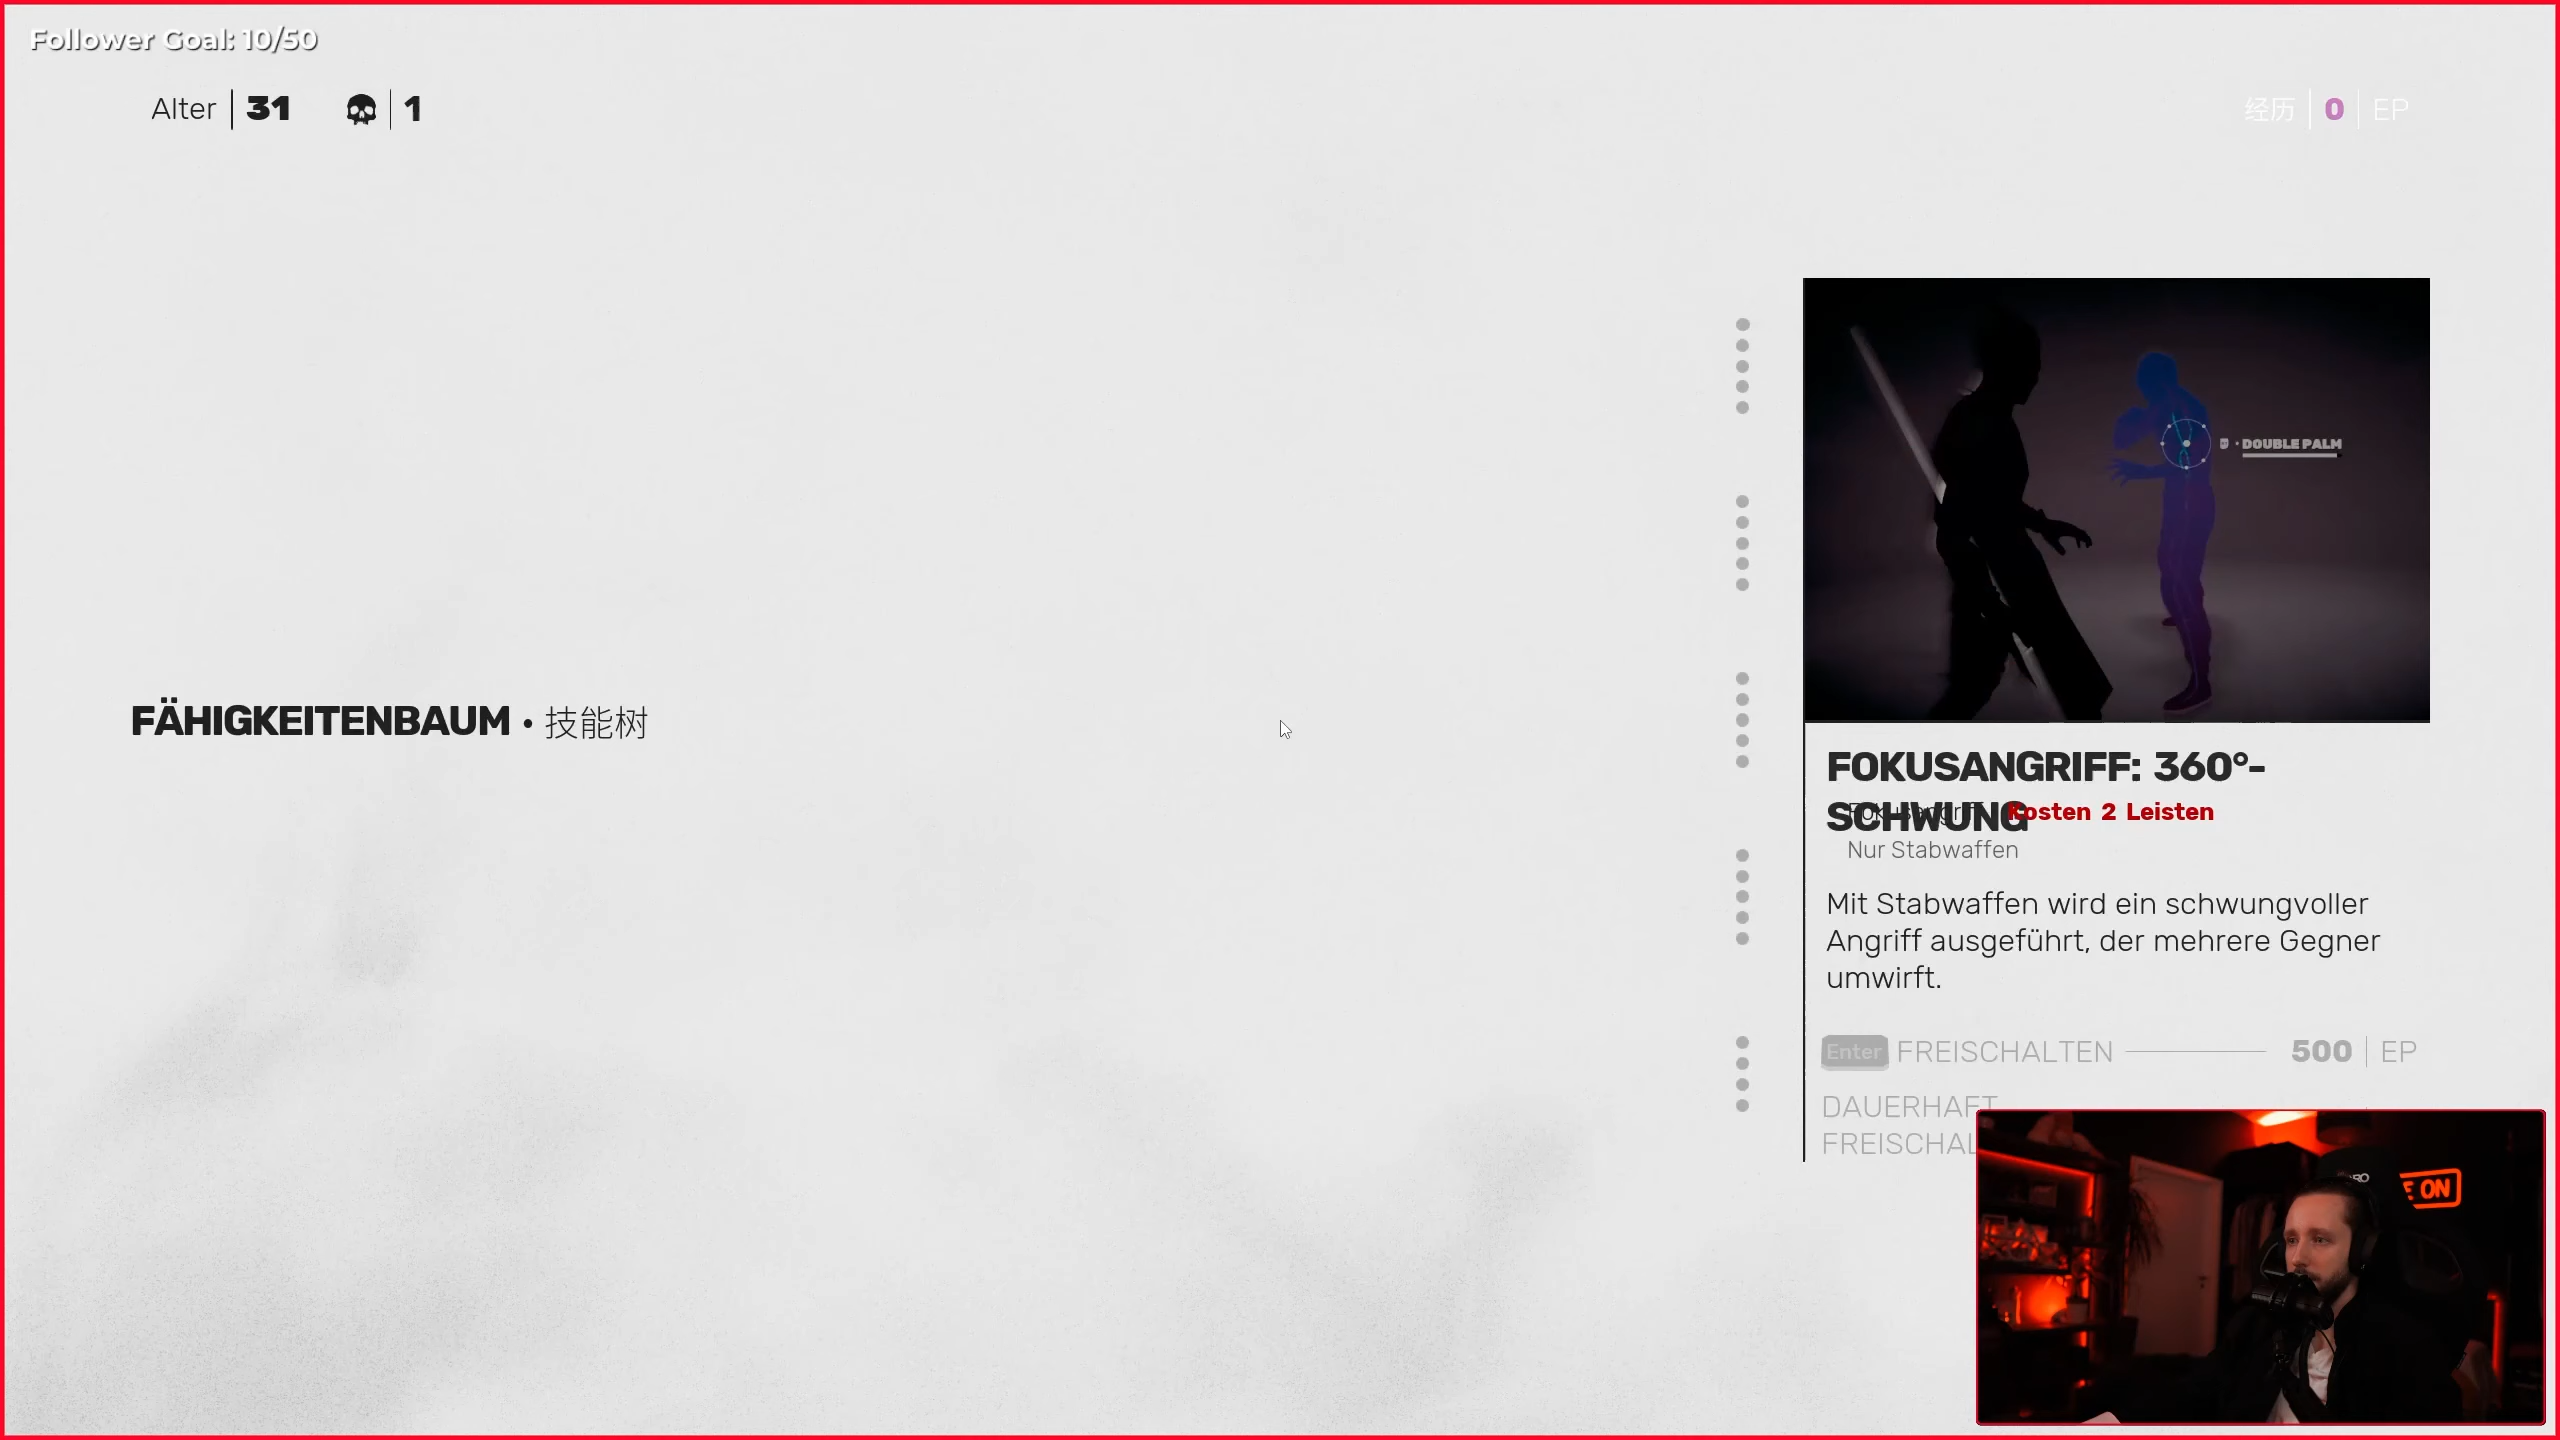 Follower Goal: 10/50
Alter 31 1
经历 0 EP
DOUBLE PALM
FÄHIGKEITENBAUM • 技能树
FOKUSANGRIFF: 360°-
SCHWUNG
Fokusangriff Kosten 2 Leisten
Nur Stabwaffen
Mit Stabwaffen wird ein schwungvoller
Angriff ausgeführt, der mehrere Gegner
umwirft.
Enter FREISCHALTEN 500 EP
DAUERHAFT
FREISCHAL
ON